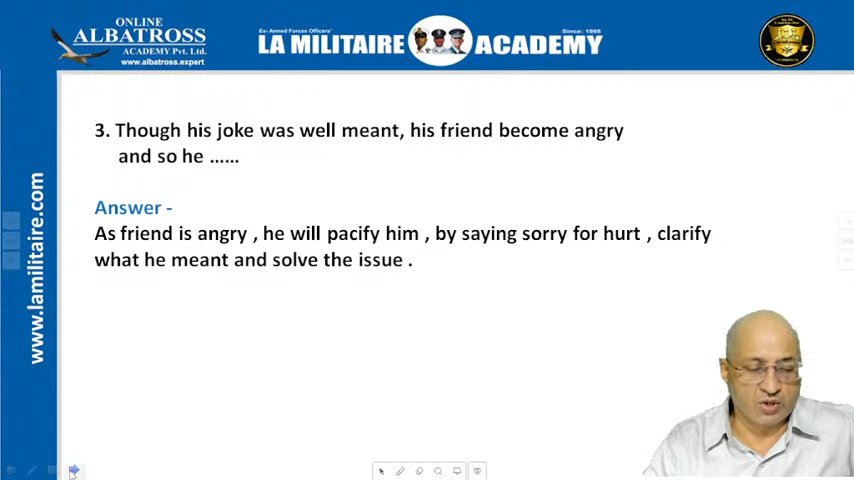 ONLINE
ALBATROSS
ACADEMY Pvt. Ltd.
www.albatross.expert
Ex- Armed Forces Officers'
LA MILITAIRE
Since: 1986
ACADEMY
3. Though his joke was well meant, his friend become angry
and so he ......
Answer -
As friend is angry , he will pacify him , by saying sorry for hurt , clarify
what he meant and solve the issue .
www.lamilitaire.com